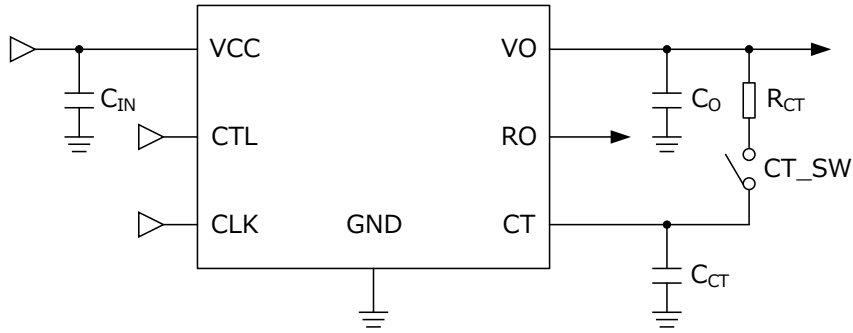 VCC
VO
C_IN
C_O
R_CT
CTL
RO
CT_SW
CLK
GND
CT
C_CT